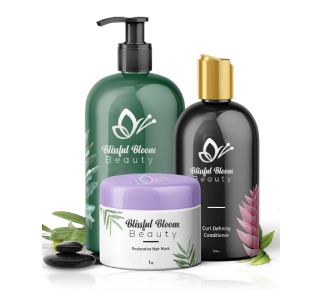 Blissful Bloom
Beauty
Blissful Bloom
Beauty
Curl Defining
Conditioner
Blissful Bloom
Beauty
Restorative Hair Mask